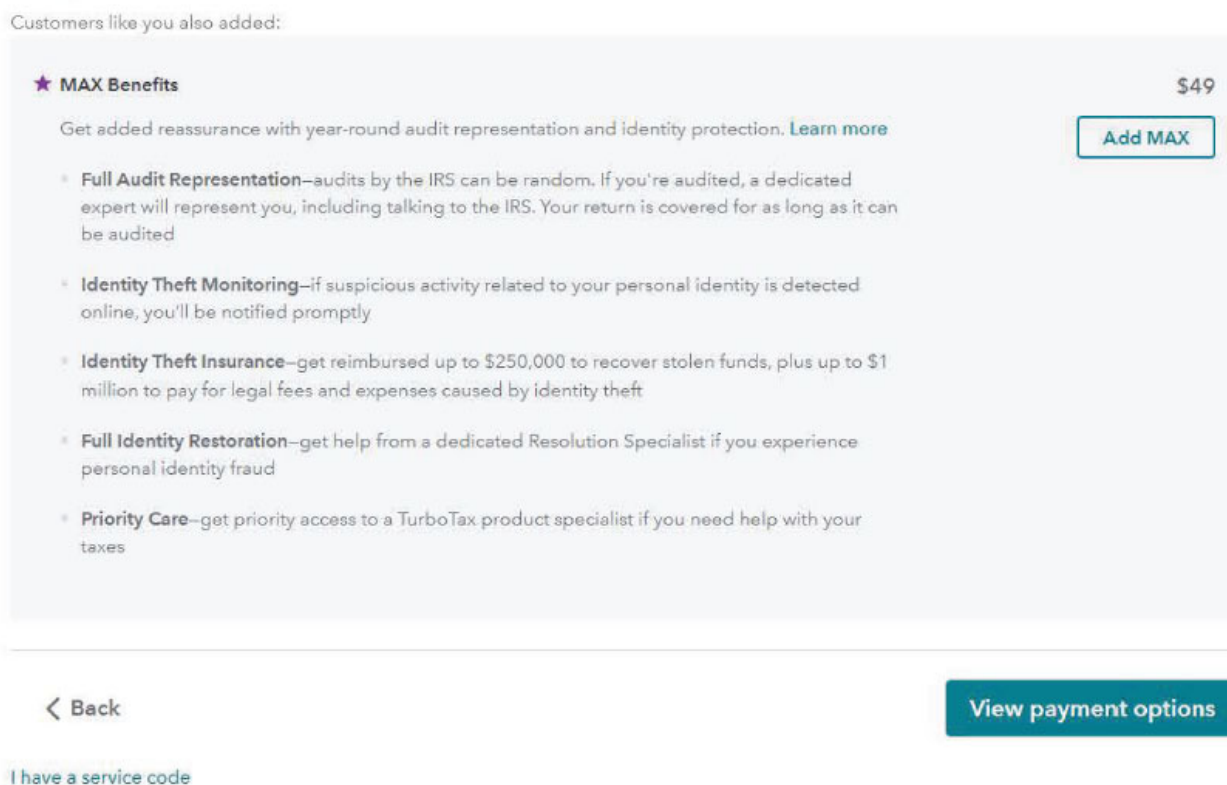 Customers like you also added:
MAX Benefits
$49
Get added reassurance with year-round audit representation and identity protection. Learn more
Add MAX
Full Audit Representation—audits by the IRS can be random. If you're audited, a dedicated
expert will represent you, including talking to the IRS. Your return is covered for as long as it can
be audited
Identity Theft Monitoring—if suspicious activity related to your personal identity is detected
online, you'll be notified promptly
Identity Theft Insurance—get reimbursed up to $250,000 to recover stolen funds, plus up to $1
million to pay for legal fees and expenses caused by identity theft
Full Identity Restoration—get help from a dedicated Resolution Specialist if you experience
personal identity fraud
Priority Care—get priority access to a TurboTax product specialist if you need help with your
taxes
Back
View payment options
I have a service code